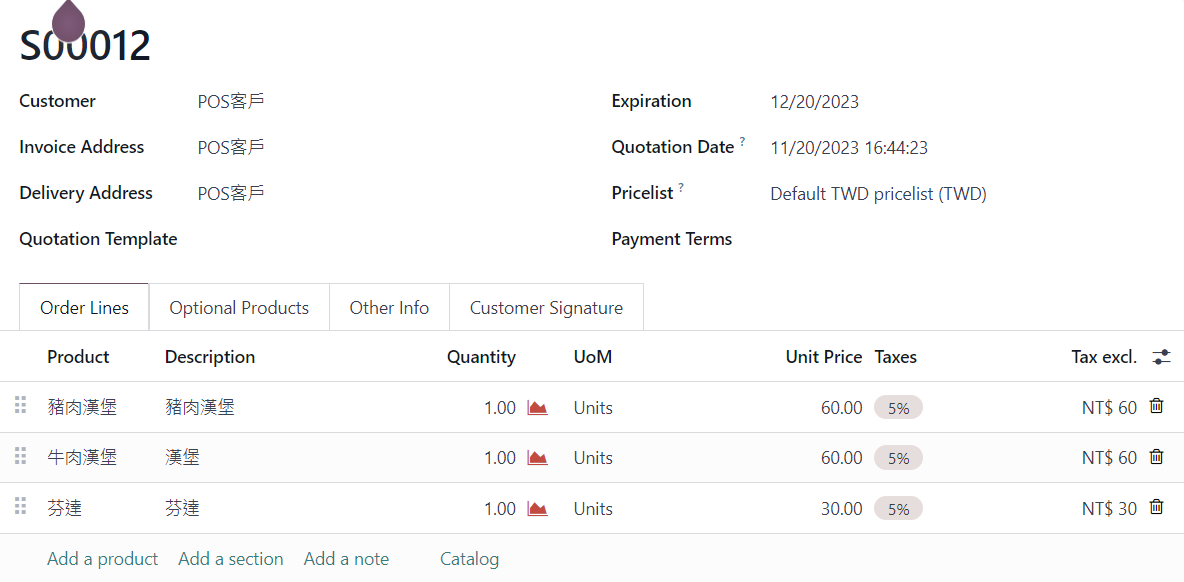 S00012
Customer POS客戶 Expiration 12/20/2023
Invoice Address POS客戶 Quotation Date ? 11/20/2023 16:44:23
Delivery Address POS客戶 Pricelist ? Default TWD pricelist (TWD)
Quotation Template Payment Terms
Order Lines Optional Products Other Info Customer Signature
Product Description Quantity UoM Unit Price Taxes Tax excl.
豬肉漢堡 豬肉漢堡 1.00 Units 60.00 5% NT$ 60
牛肉漢堡 漢堡 1.00 Units 60.00 5% NT$ 60
芬達 芬達 1.00 Units 30.00 5% NT$ 30
Add a product Add a section Add a note Catalog